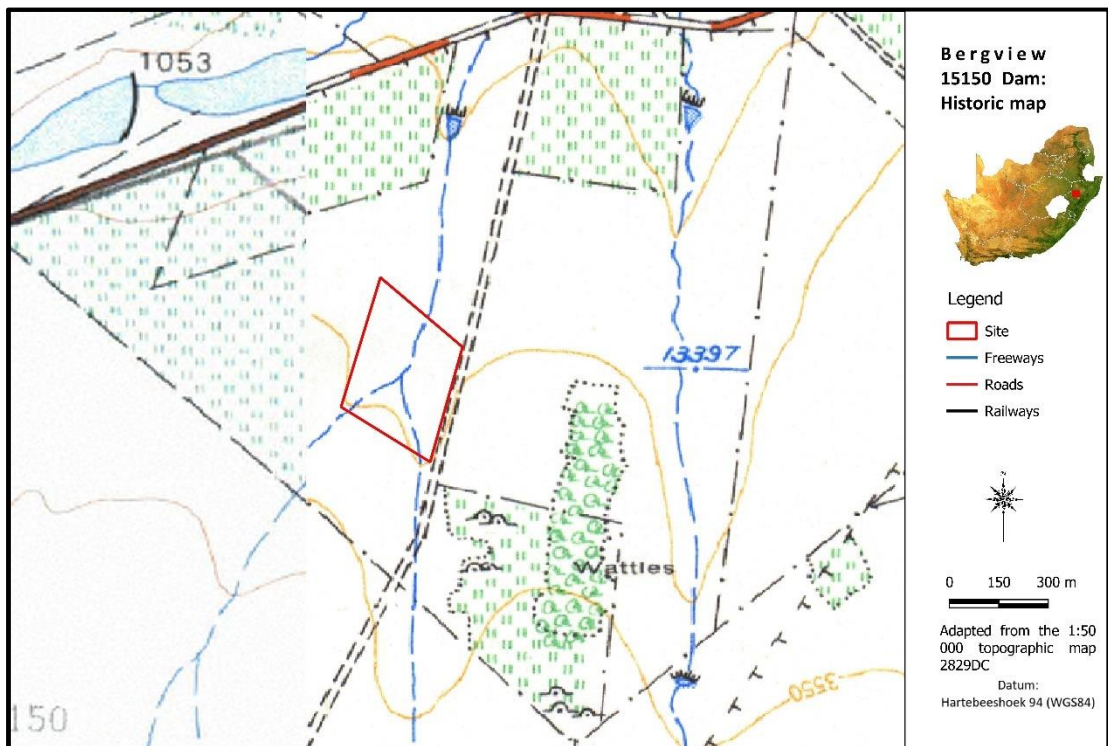 1053
13397
Wattles
3550
150
Bergview
15150 Dam:
Historic map
Legend
Site
Freeways
Roads
Railways
0 150 300 m
Adapted from the 1:50
000 topographic map
2829DC
Datum:
Hartebeeshoek 94 (WGS84)